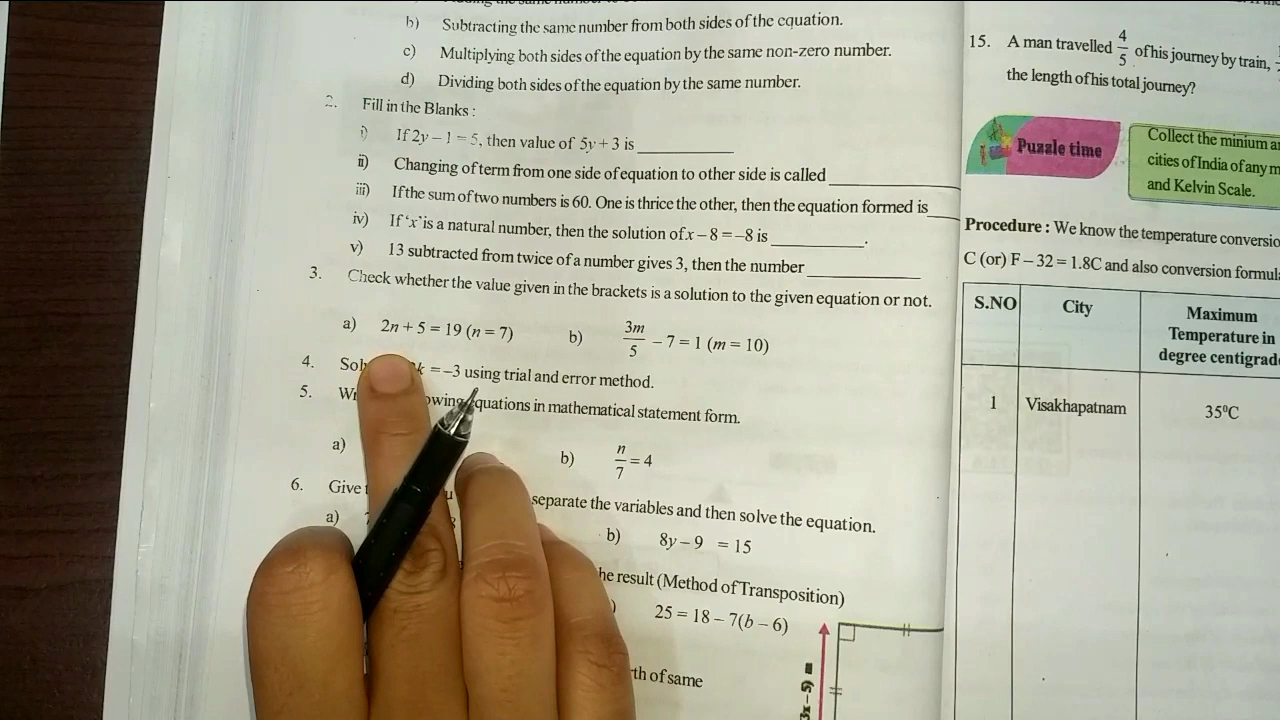 b) Subtracting the same number from both sides of the equation.
c) Multiplying both sides of the equation by the same non-zero number.
d) Dividing both sides of the equation by the same number.
2. Fill in the Blanks :
i) If 2y – 1 = 5, then value of 5y + 3 is ___________
ii) Changing of term from one side of equation to other side is called ___________
iii) If the sum of two numbers is 60. One is thrice the other, then the equation formed is ___
iv) If ‘x’ is a natural number, then the solution of x – 8 = –8 is ___________.
v) 13 subtracted from twice of a number gives 3, then the number ___________
3. Check whether the value given in the brackets is a solution to the given equation or not.
a) 2n + 5 = 19 (n = 7) b) 3m/5 – 7 = 1 (m = 10)
4. k = –3 using trial and error method.
5. equations in mathematical statement form.
a) b) n/7 = 4
6. Give separate the variables and then solve the equation.
a) b) 8y – 9 = 15
result (Method of Transposition)
25 = 18 – 7(b – 6)
of same
15. A man travelled 4/5 of his journey by train,
the length of his total journey?
Puzzle time
Collect the minium
cities of India of any
and Kelvin Scale.
Procedure : We know the temperature
C (or) F – 32 = 1.8C and also conversion
S.NO City Maximum
Temperature in
degree
1 Visakhapatnam 35⁰C